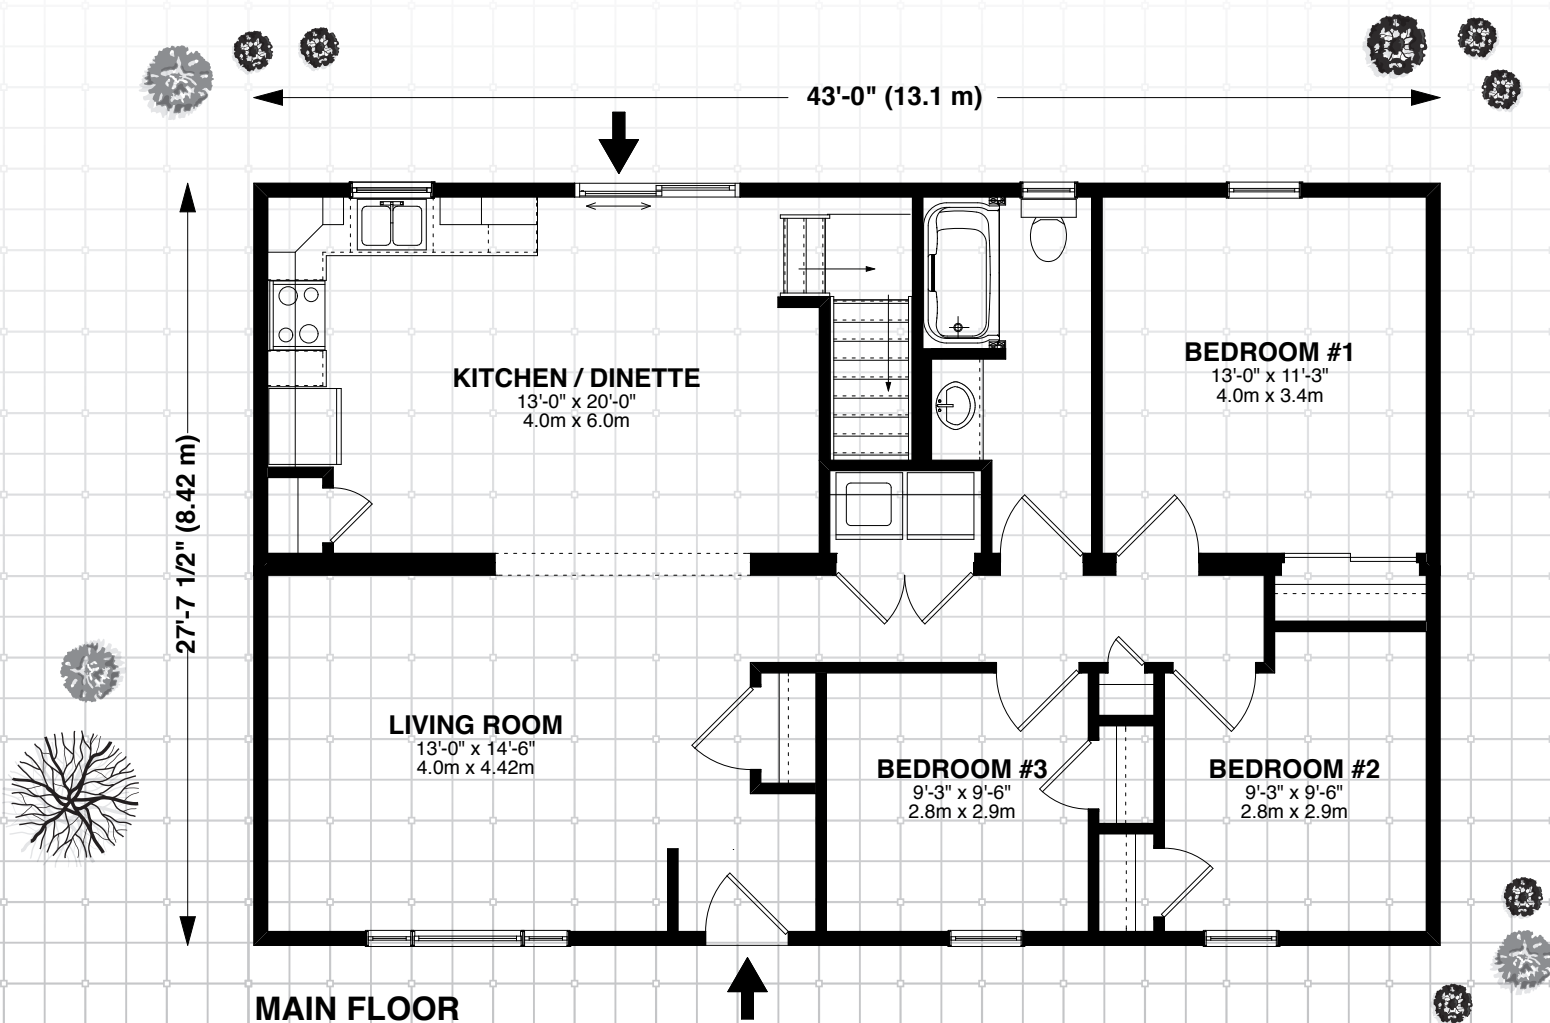 43'-0" (13.1 m)
27'-7 1/2" (8.42 m)
KITCHEN / DINETTE
13'-0" x 20'-0"
4.0m x 6.0m
BEDROOM #1
13'-0" x 11'-3"
4.0m x 3.4m
LIVING ROOM
13'-0" x 14'-6"
4.0m x 4.42m
BEDROOM #3
9'-3" x 9'-6"
2.8m x 2.9m
BEDROOM #2
9'-3" x 9'-6"
2.8m x 2.9m
MAIN FLOOR